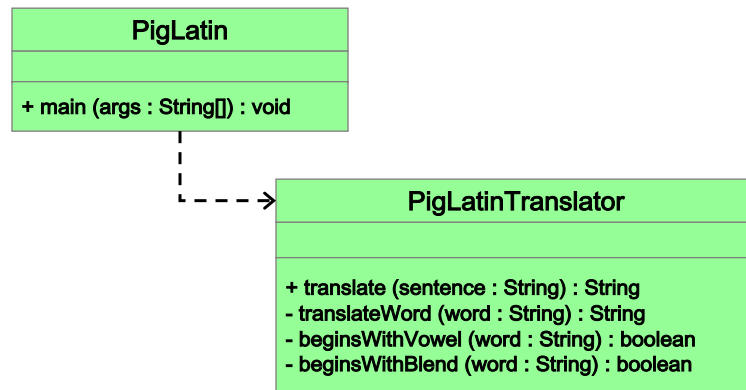 PigLatin
+ main (args : String[]) : void
PigLatinTranslator
+ translate (sentence : String) : String
- translateWord (word : String) : String
- beginsWithVowel (word : String) : boolean
- beginsWithBlend (word : String) : boolean